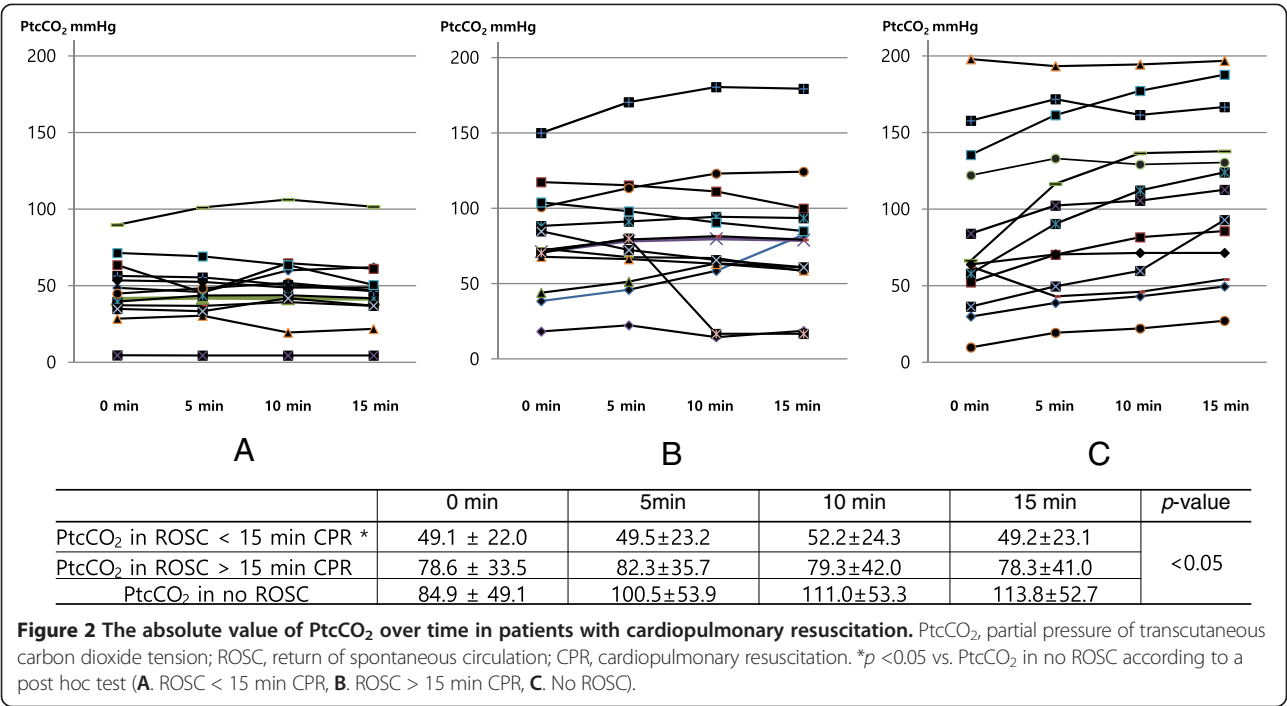 PtcCO₂ mmHg
200
150
100
50
0
0 min 5 min 10 min 15 min
A
PtcCO₂ mmHg
200
150
100
50
0
0 min 5 min 10 min 15 min
B
PtcCO₂ mmHg
200
150
100
50
0
0 min 5 min 10 min 15 min
C
0 min 5min 10 min 15 min p-value
PtcCO₂ in ROSC < 15 min CPR * 49.1 ± 22.0 49.5±23.2 52.2±24.3 49.2±23.1 <0.05
PtcCO₂ in ROSC > 15 min CPR 78.6 ± 33.5 82.3±35.7 79.3±42.0 78.3±41.0
PtcCO₂ in no ROSC 84.9 ± 49.1 100.5±53.9 111.0±53.3 113.8±52.7
Figure 2 The absolute value of PtcCO₂ over time in patients with cardiopulmonary resuscitation. PtcCO₂, partial pressure of transcutaneous
carbon dioxide tension; ROSC, return of spontaneous circulation; CPR, cardiopulmonary resuscitation. *p <0.05 vs. PtcCO₂ in no ROSC according to a
post hoc test (A. ROSC < 15 min CPR, B. ROSC > 15 min CPR, C. No ROSC).